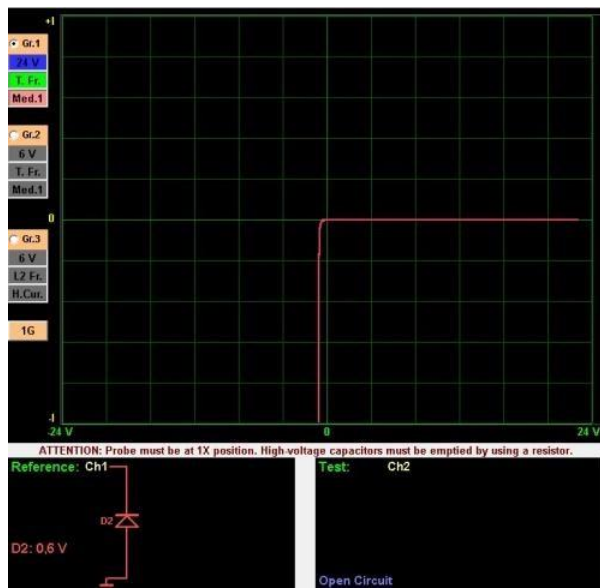 +I
Gr.1
24 V
T. Fr.
Med.1
Gr.2
6 V
T. Fr.
Med.1
0
Gr.3
6 V
L2 Fr.
H.Cur.
1G
-I
-24 V 0 24 V
ATTENTION: Probe must be at 1X position. High-voltage capacitors must be emptied by using a resistor.
Reference: Ch1
D2
D2: 0,6 V
Test: Ch2
Open Circuit